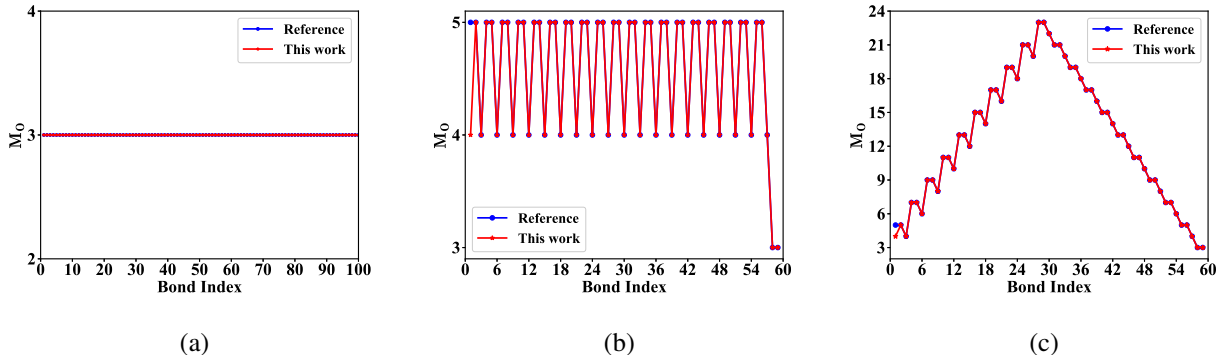 4
3
2
M_O
0 10 20 30 40 50 60 70 80 90 100
Bond Index
Reference
This work
(a)
5
4
3
M_O
0 6 12 18 24 30 36 42 48 54 60
Bond Index
Reference
This work
(b)
24
21
18
15
12
9
6
3
M_O
0 6 12 18 24 30 36 42 48 54 60
Bond Index
Reference
This work
(c)